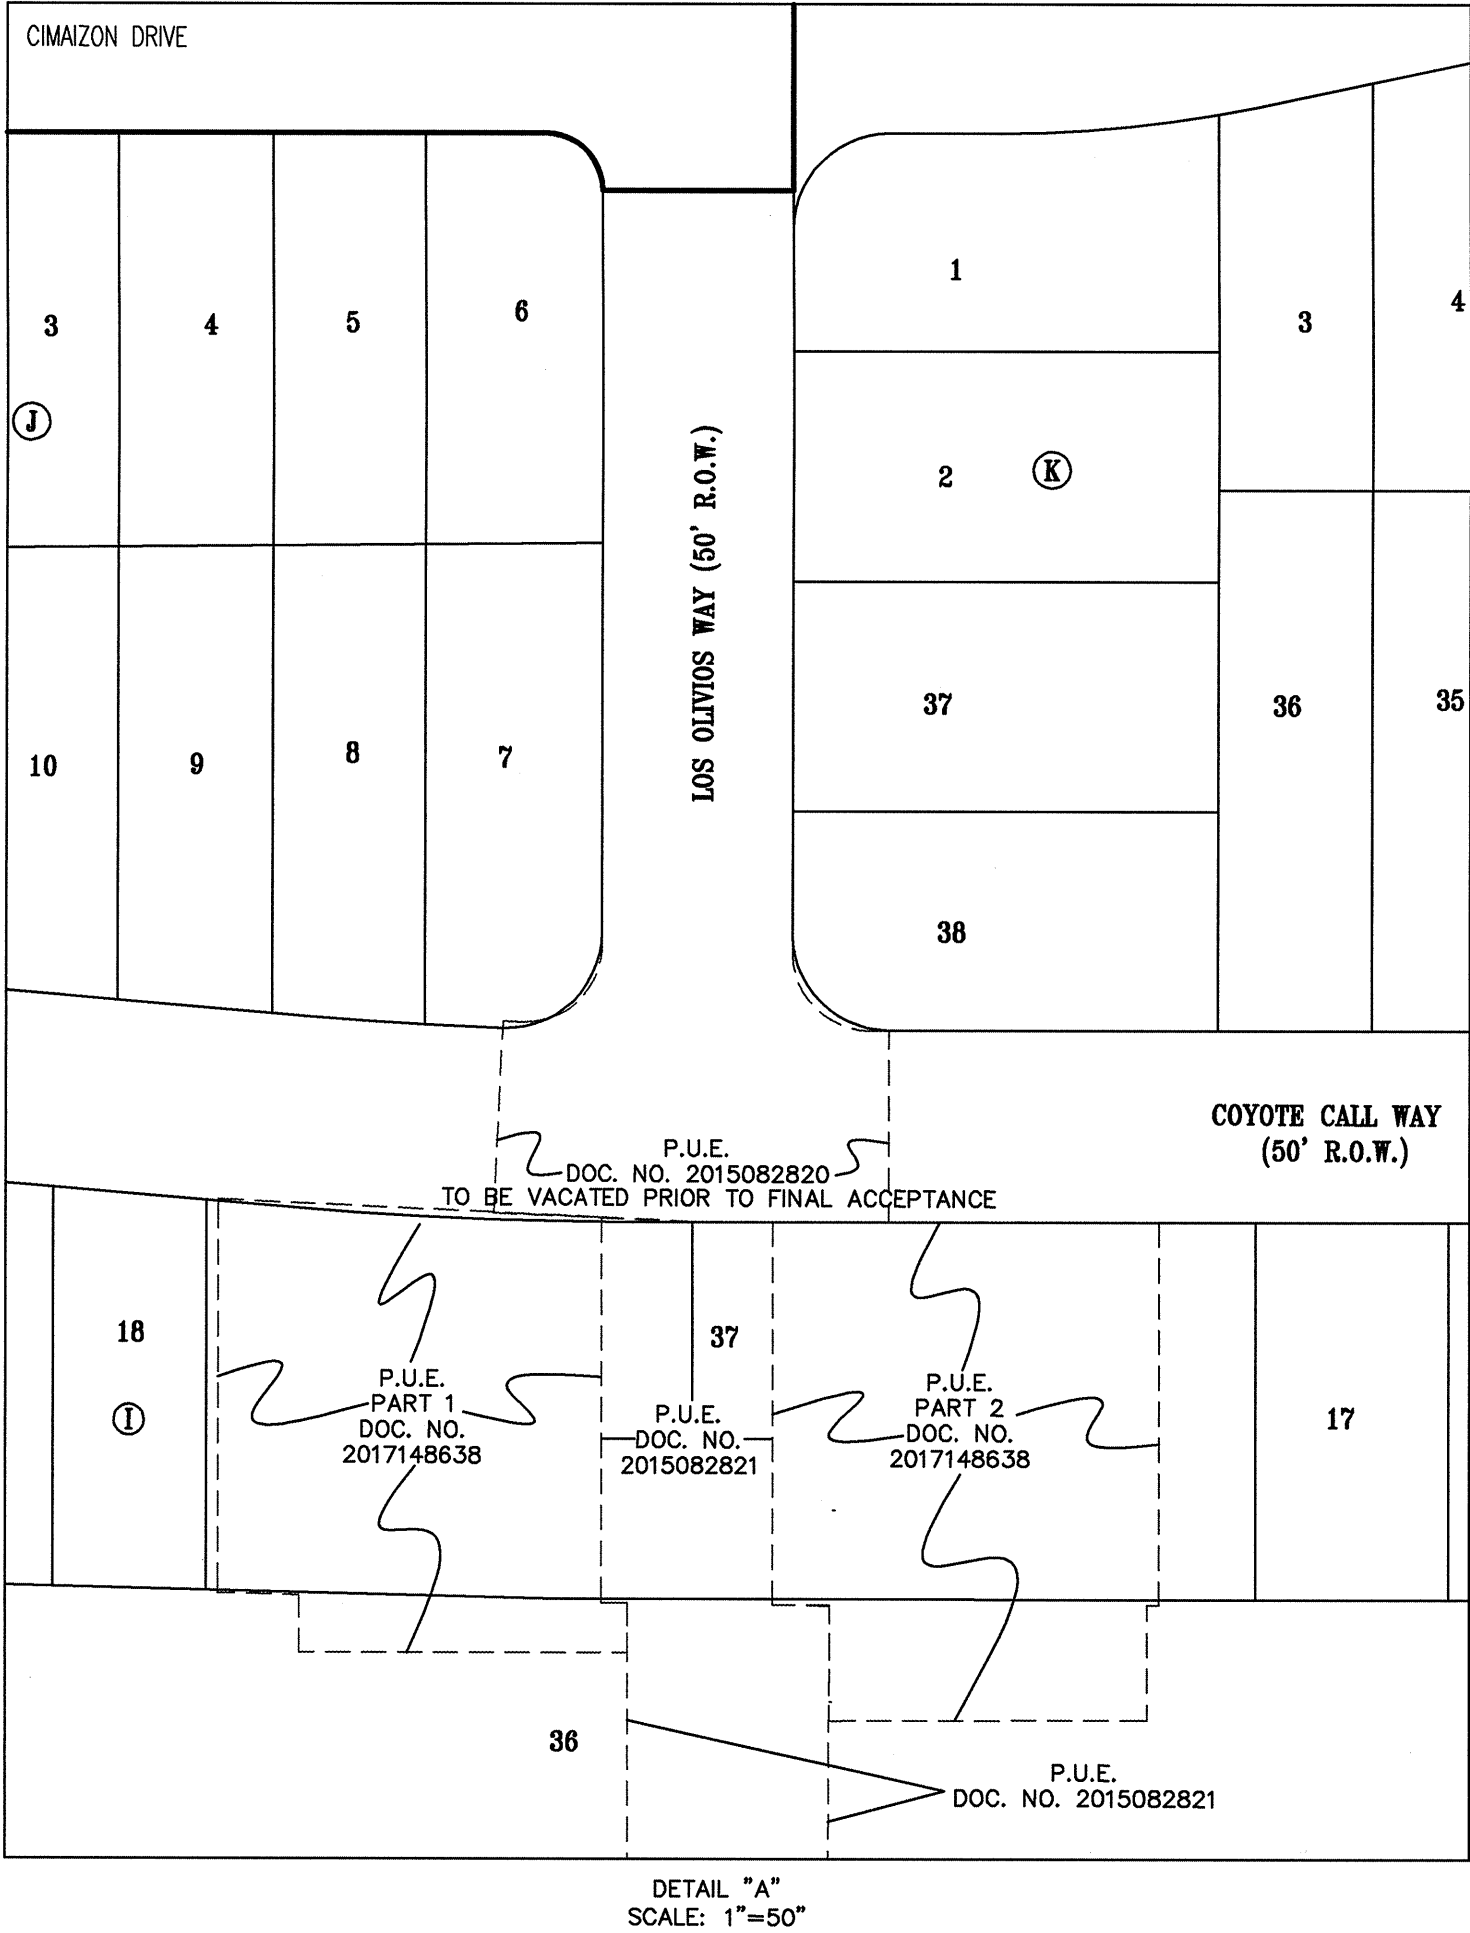 CIMAIZON DRIVE
1
3
4
3
4
5
6
J
2
K
LOS OLIVIOS WAY (50' R.O.W.)
37
36
35
10
9
8
7
38
COYOTE CALL WAY
(50' R.O.W.)
P.U.E.
DOC. NO. 2015082820
TO BE VACATED PRIOR TO FINAL ACCEPTANCE
18
I
P.U.E.
PART 1
DOC. NO.
2017148638
37
P.U.E.
DOC. NO.
2015082821
P.U.E.
PART 2
DOC. NO.
2017148638
17
36
P.U.E.
DOC. NO. 2015082821
DETAIL "A"
SCALE: 1"=50"